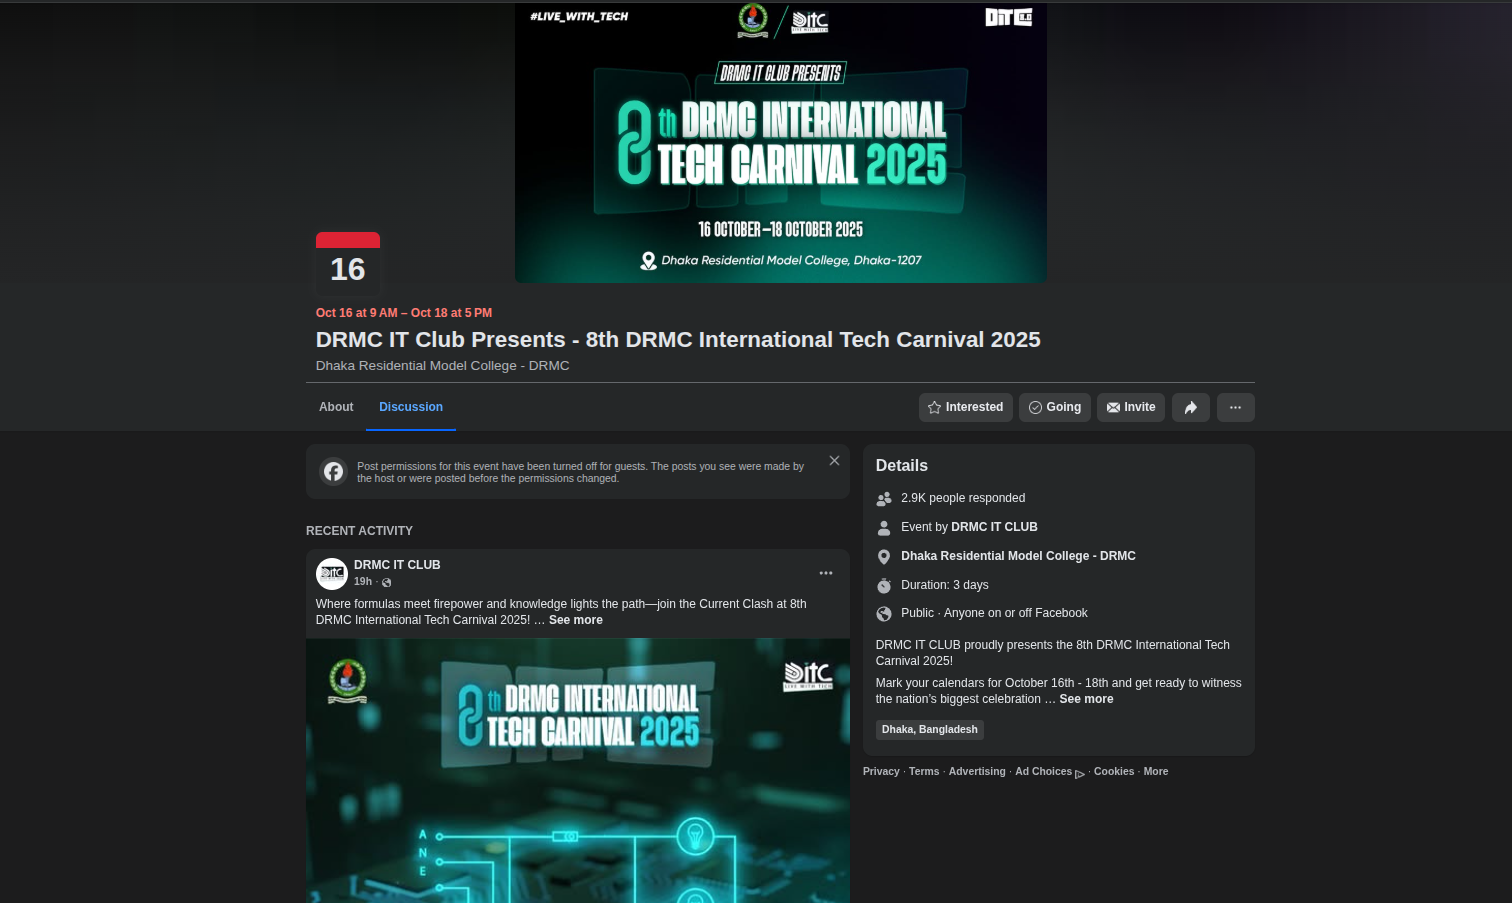 #LIVE_WITH_TECH
DITC
LIVE WITH TECH
DRMC IT CLUB PRESENTS
8th DRMC INTERNATIONAL
TECH CARNIVAL 2025
16 OCTOBER–18 OCTOBER 2025
Dhaka Residential Model College, Dhaka-1207
16
Oct 16 at 9 AM – Oct 18 at 5 PM
DRMC IT Club Presents - 8th DRMC International Tech Carnival 2025
Dhaka Residential Model College - DRMC
About
Discussion
Interested
Going
Invite
Post permissions for this event have been turned off for guests. The posts you see were made by
the host or were posted before the permissions changed.
RECENT ACTIVITY
DRMC IT CLUB
19h ·
Where formulas meet firepower and knowledge lights the path—join the Current Clash at 8th
DRMC International Tech Carnival 2025! … See more
DITC
LIVE WITH TECH
8th DRMC INTERNATIONAL
TECH CARNIVAL 2025
A
N
E
Details
2.9K people responded
Event by DRMC IT CLUB
Dhaka Residential Model College - DRMC
Duration: 3 days
Public · Anyone on or off Facebook
DRMC IT CLUB proudly presents the 8th DRMC International Tech
Carnival 2025!
Mark your calendars for October 16th - 18th and get ready to witness
the nation’s biggest celebration … See more
Dhaka, Bangladesh
Privacy · Terms · Advertising · Ad Choices · Cookies · More